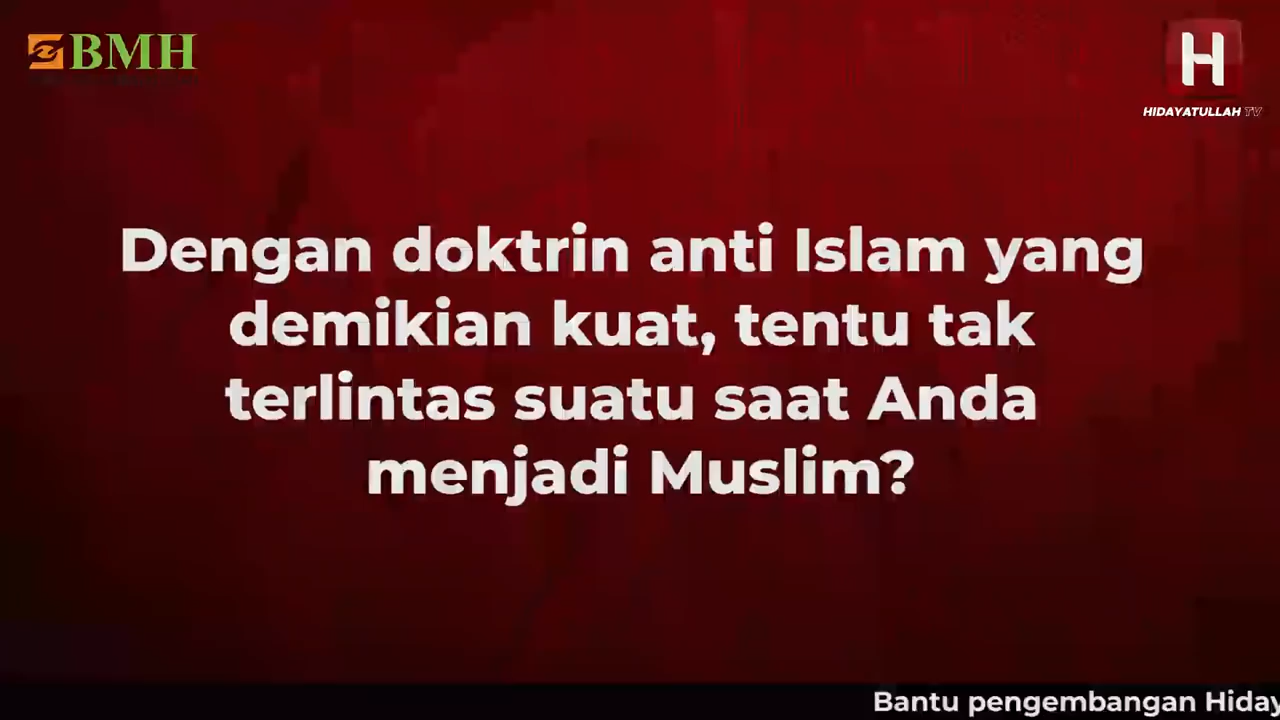 BMH
H
HIDAYATULLAH TV
Dengan doktrin anti Islam yang
demikian kuat, tentu tak
terlintas suatu saat Anda
menjadi Muslim?
Bantu pengembangan Hiday